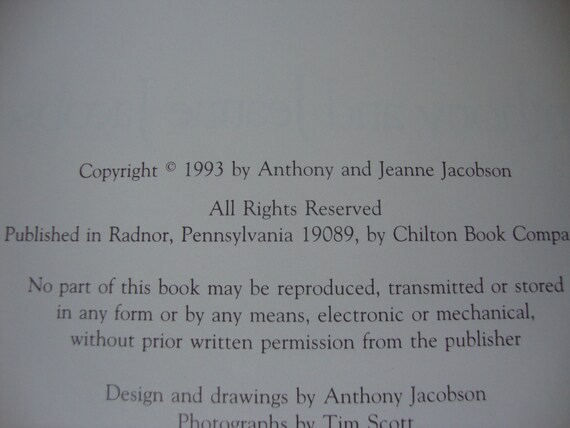 Copyright © 1993 by Anthony and Jeanne Jacobson
All Rights Reserved
Published in Radnor, Pennsylvania 19089, by Chilton Book Compa
No part of this book may be reproduced, transmitted or stored
in any form or by any means, electronic or mechanical,
without prior written permission from the publisher
Design and drawings by Anthony Jacobson
Photographs by Tim Scott